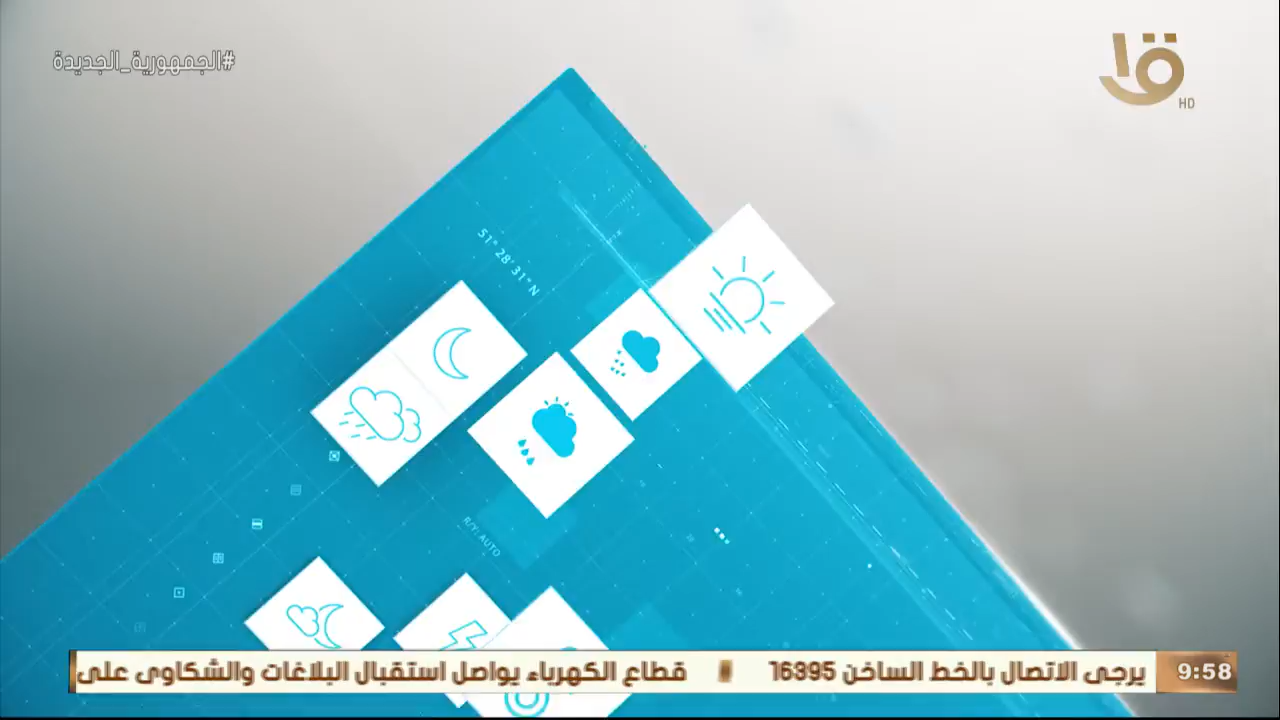 #الجمهورية_الجديدة
HD
51° 28' 31" N
R/Y: AUTO
يرجى الاتصال بالخط الساخن 16395
قطاع الكهرباء يواصل استقبال البلاغات والشكاوى على
9:58